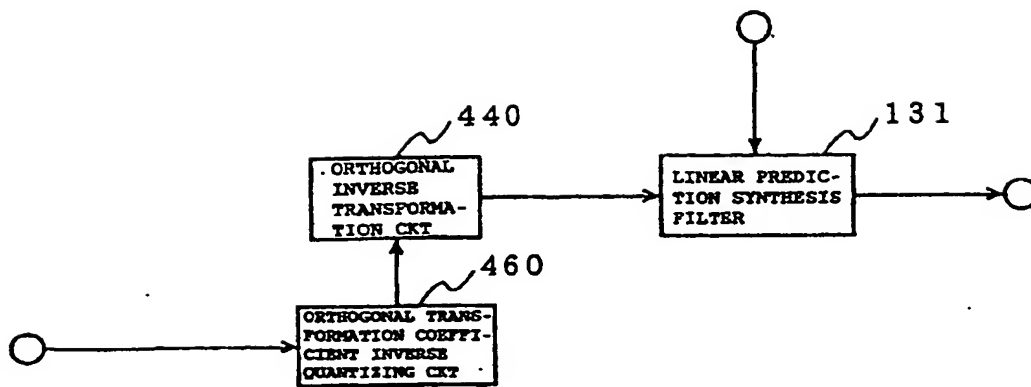 440
131
ORTHOGONAL
INVERSE
TRANSFORMA-
TION CKT
LINEAR PREDIC-
TION SYNTHESIS
FILTER
460
ORTHOGONAL TRANS-
FORMATION COEFFI-
CIENT INVERSE
QUANTIZING CKT